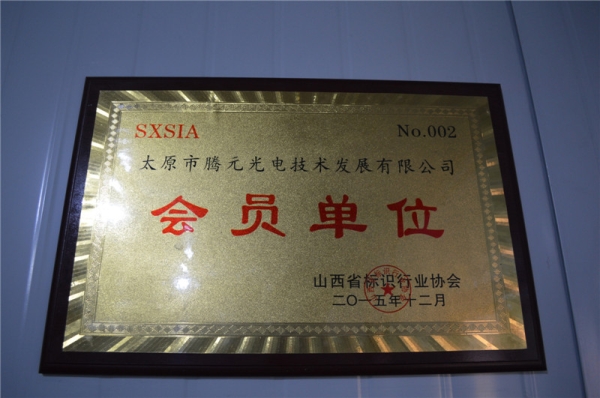 SXSIA No.002
太原市腾元光电技术发展有限公司
会员单位
山西省标识行业协会
二〇一五年十二月